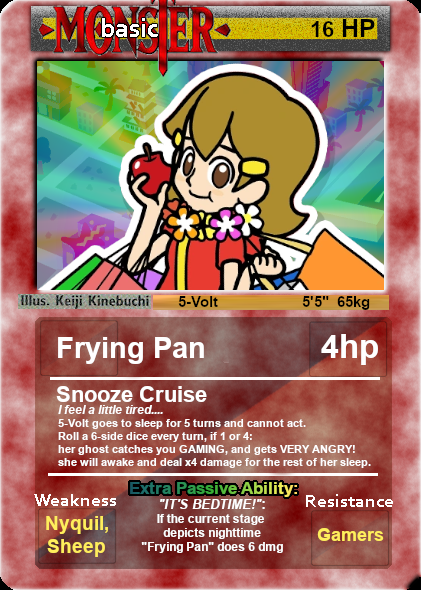 MONSTER
basic
16 HP
Illus. Keiji Kinebuchi
5-Volt
5'5" 65kg
Frying Pan
4hp
Snooze Cruise
I feel a little tired....
5-Volt goes to sleep for 5 turns and cannot act.
Roll a 6-side dice every turn, if 1 or 4:
her ghost catches you GAMING, and gets VERY ANGRY!
she will awake and deal x4 damage for the rest of her sleep.
Extra Passive Ability:
"IT'S BEDTIME!":
If the current stage
depicts nighttime
"Frying Pan" does 6 dmg
Weakness
Nyquil,
Sheep
Resistance
Gamers